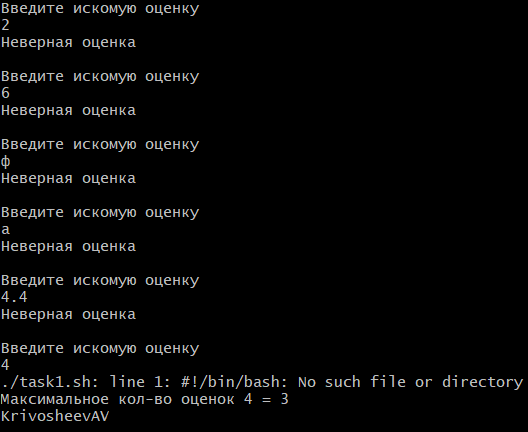 Введите искомую оценку
2
Неверная оценка
Введите искомую оценку
6
Неверная оценка
Введите искомую оценку
ф
Неверная оценка
Введите искомую оценку
а
Неверная оценка
Введите искомую оценку
4.4
Неверная оценка
Введите искомую оценку
4
./task1.sh: line 1: #!/bin/bash: No such file or directory
Максимальное кол-во оценок 4 = 3
KrivosheevAV